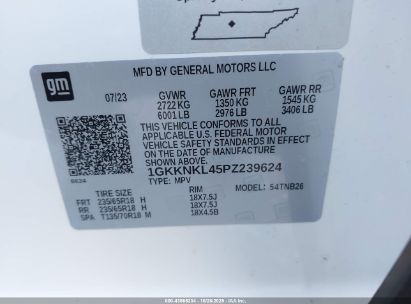 gm
MFD BY GENERAL MOTORS LLC
07/23 GVWR GAWR FRT GAWR RR
2722 KG 1350 KG 1545 KG
6001 LB 2976 LB 3406 LB
THIS VEHICLE CONFORMS TO ALL
APPLICABLE U.S. FEDERAL MOTOR
VEHICLE SAFETY STANDARDS IN EFFECT
ON THE DATE OF MANUFACTURE
SHOWN ABOVE.
1GKKNKL45PZ239624
TYPE: MPV MODEL: 54TNB26
TIRE SIZE RIM
FRT 235/65R18 H 18X7.5J
RR 235/65R18 H 18X7.5J
SPA T135/70R18 M 18X4.5B